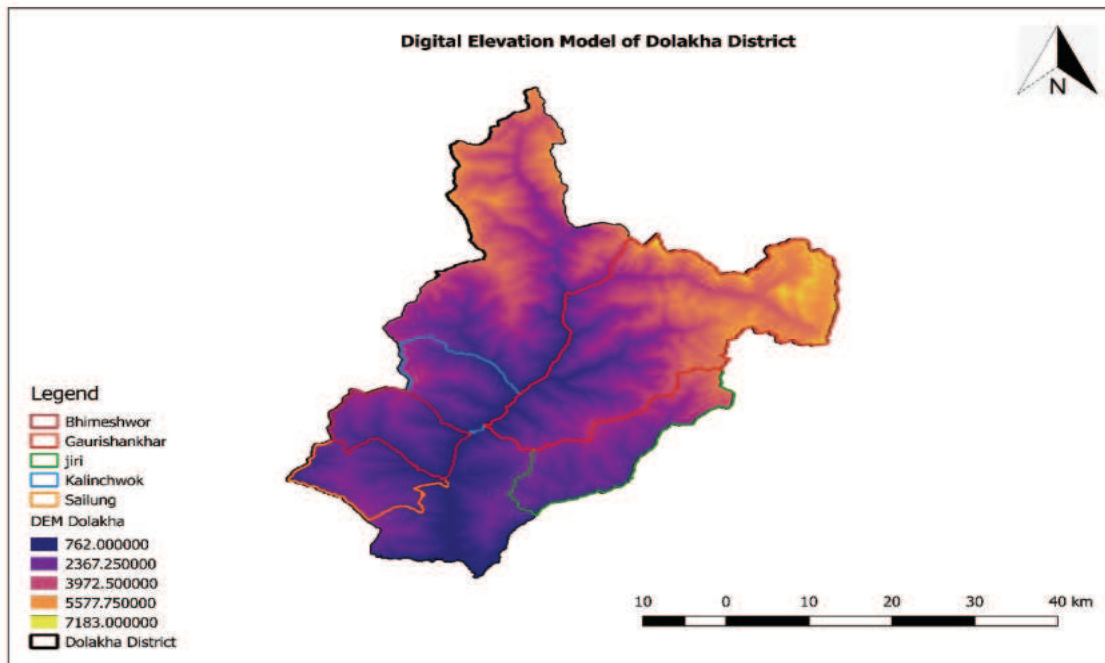 Digital Elevation Model of Dolakha District
N
Legend
Bhimeshwor
Gaurishankhar
jiri
Kalinchwok
Sailung
DEM Dolakha
762.000000
2367.250000
3972.500000
5577.750000
7183.000000
Dolakha District
10 0 10 20 30 40 km